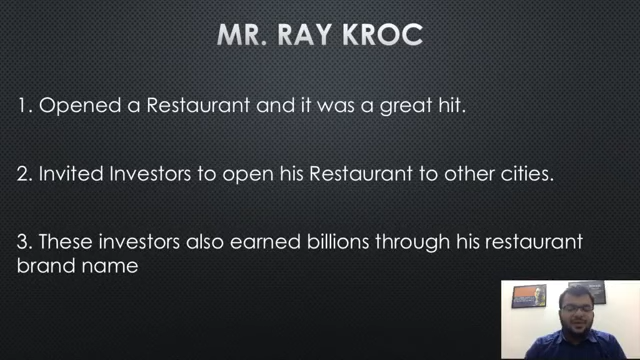 MR. RAY KROC
1. Opened a Restaurant and it was a great hit.
2. Invited Investors to open his Restaurant to other cities.
3. These investors also earned billions through his restaurant
brand name